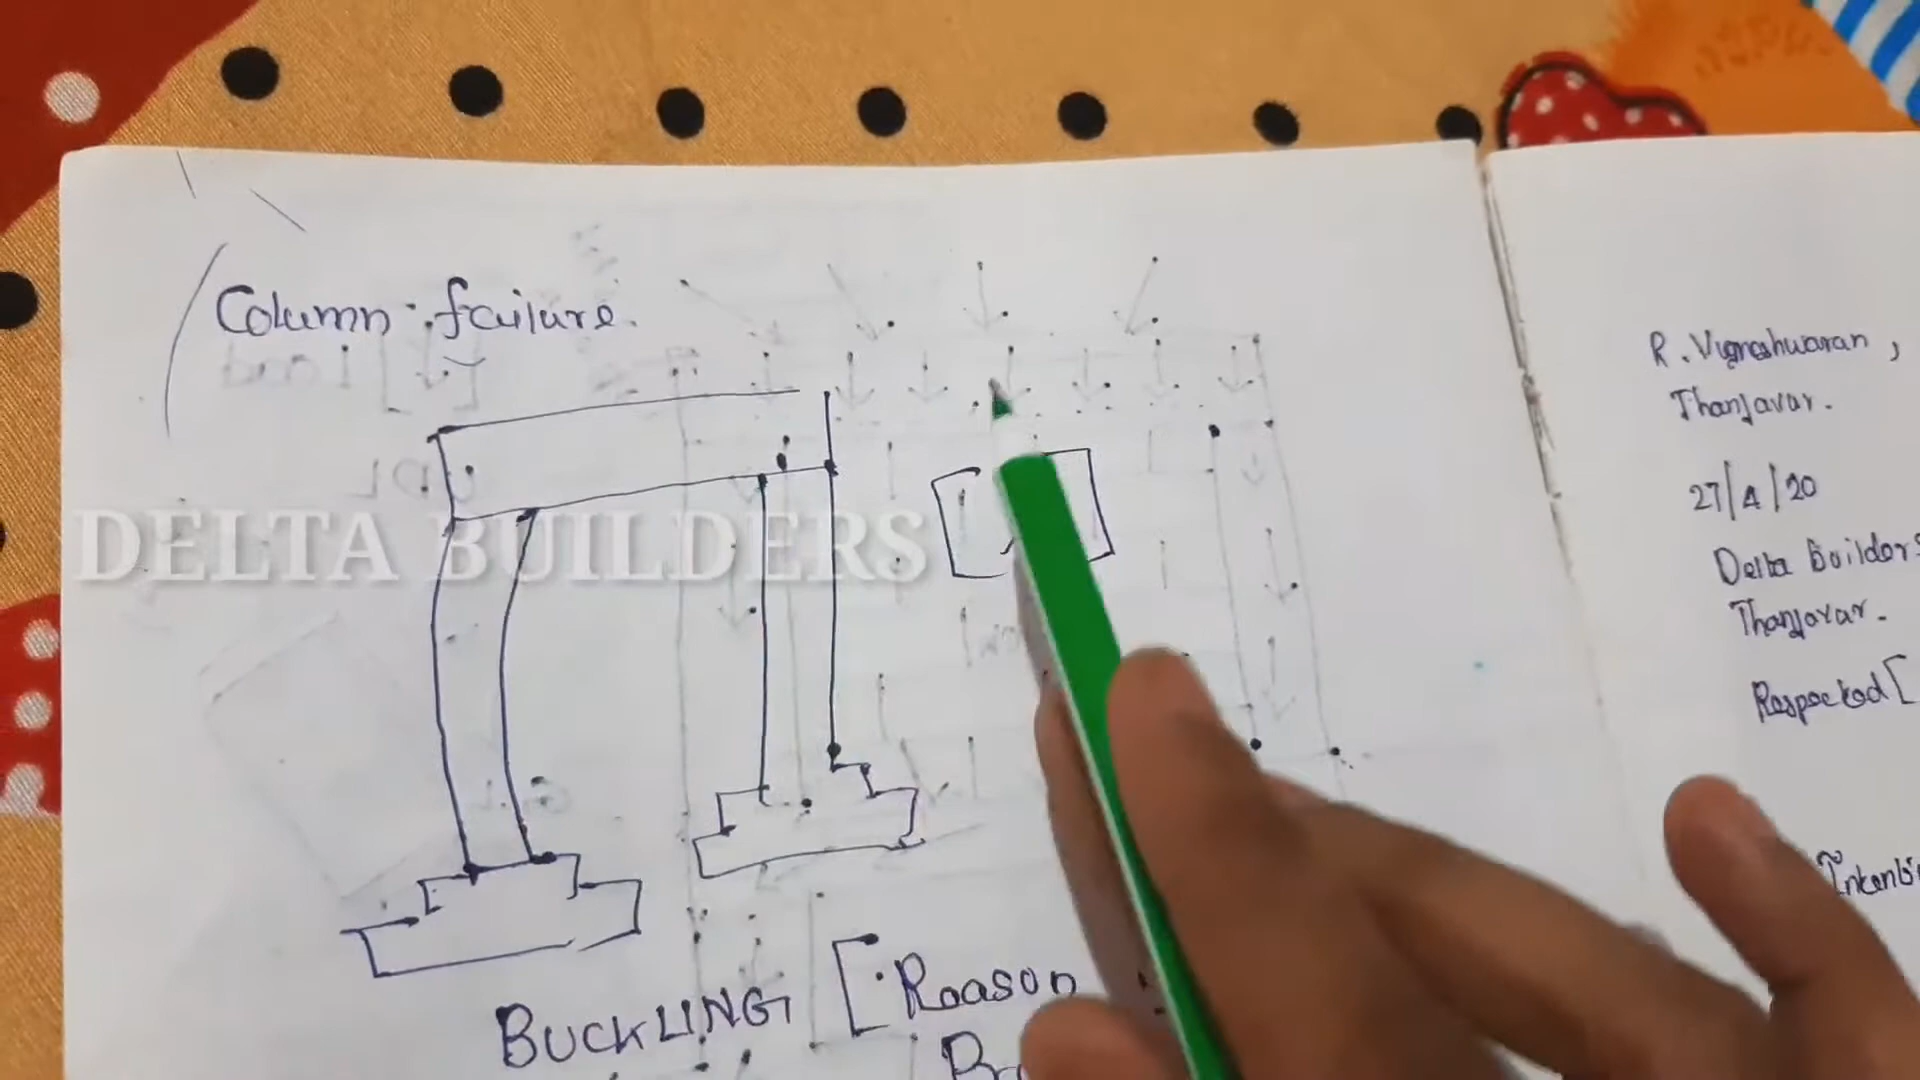 Column failure.
DELTA BUILDERS
BUCKLING [Reason
R. Vigneshwaran,
Thanjavur.
27/4/20
Delta Builders
Thanjavur.
Respected [